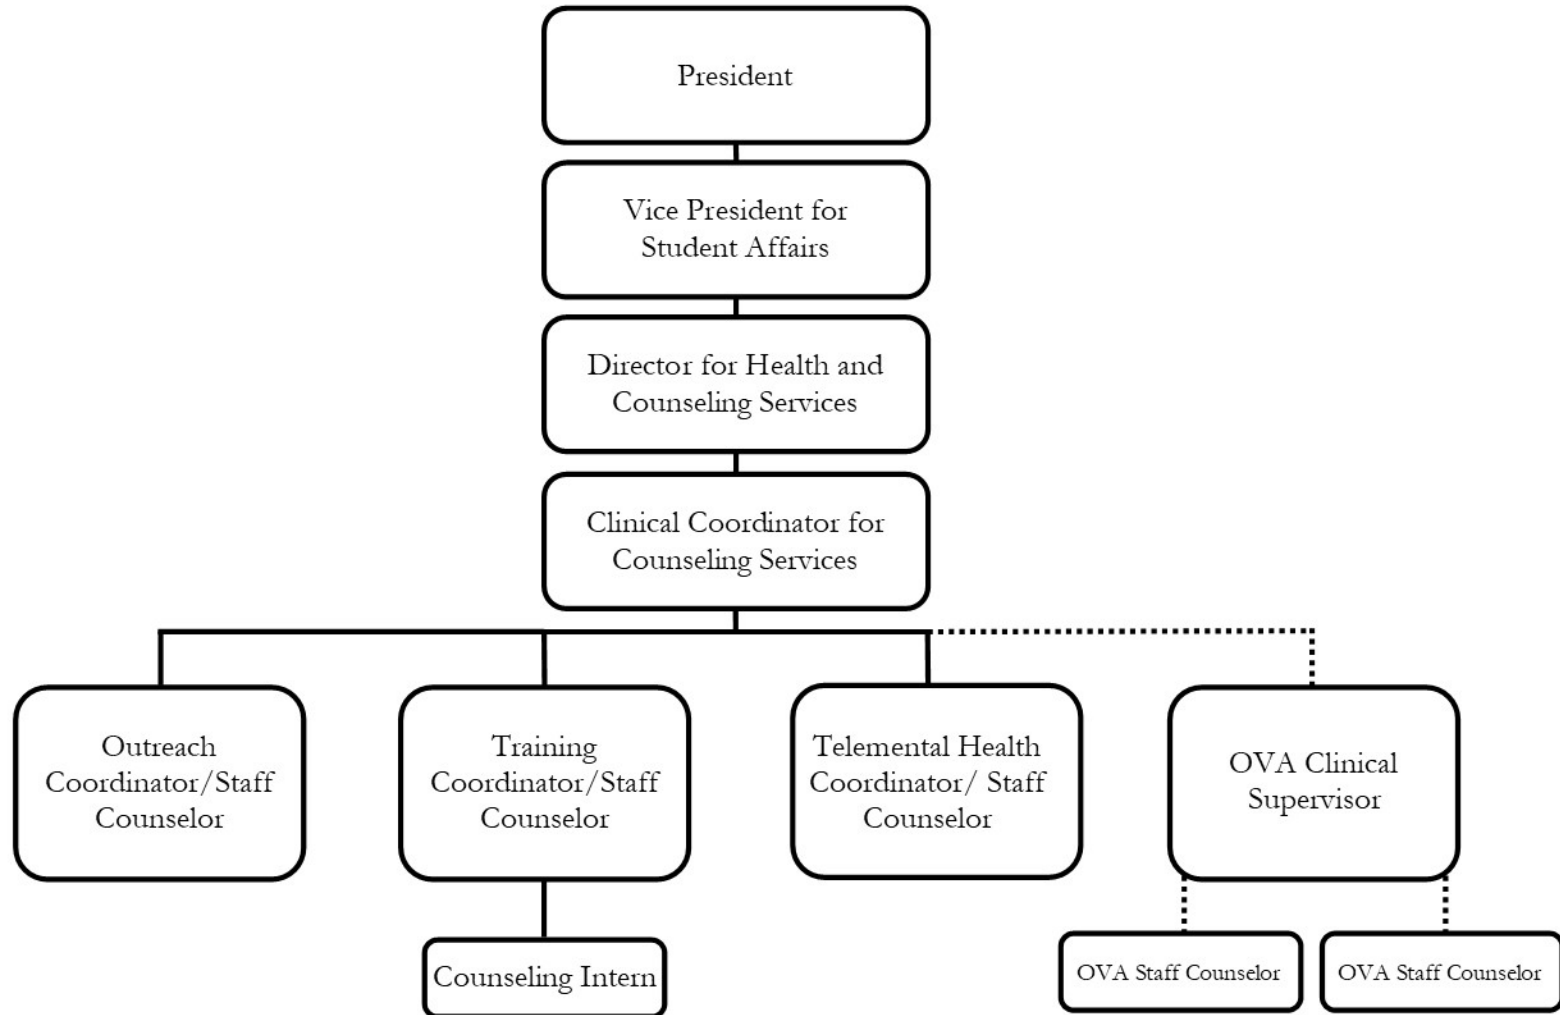 President
Vice President for
Student Affairs
Director for Health and
Counseling Services
Clinical Coordinator for
Counseling Services
Outreach
Coordinator/Staff
Counselor
Training
Coordinator/Staff
Counselor
Telemental Health
Coordinator/ Staff
Counselor
OVA Clinical
Supervisor
Counseling Intern
OVA Staff Counselor
OVA Staff Counselor